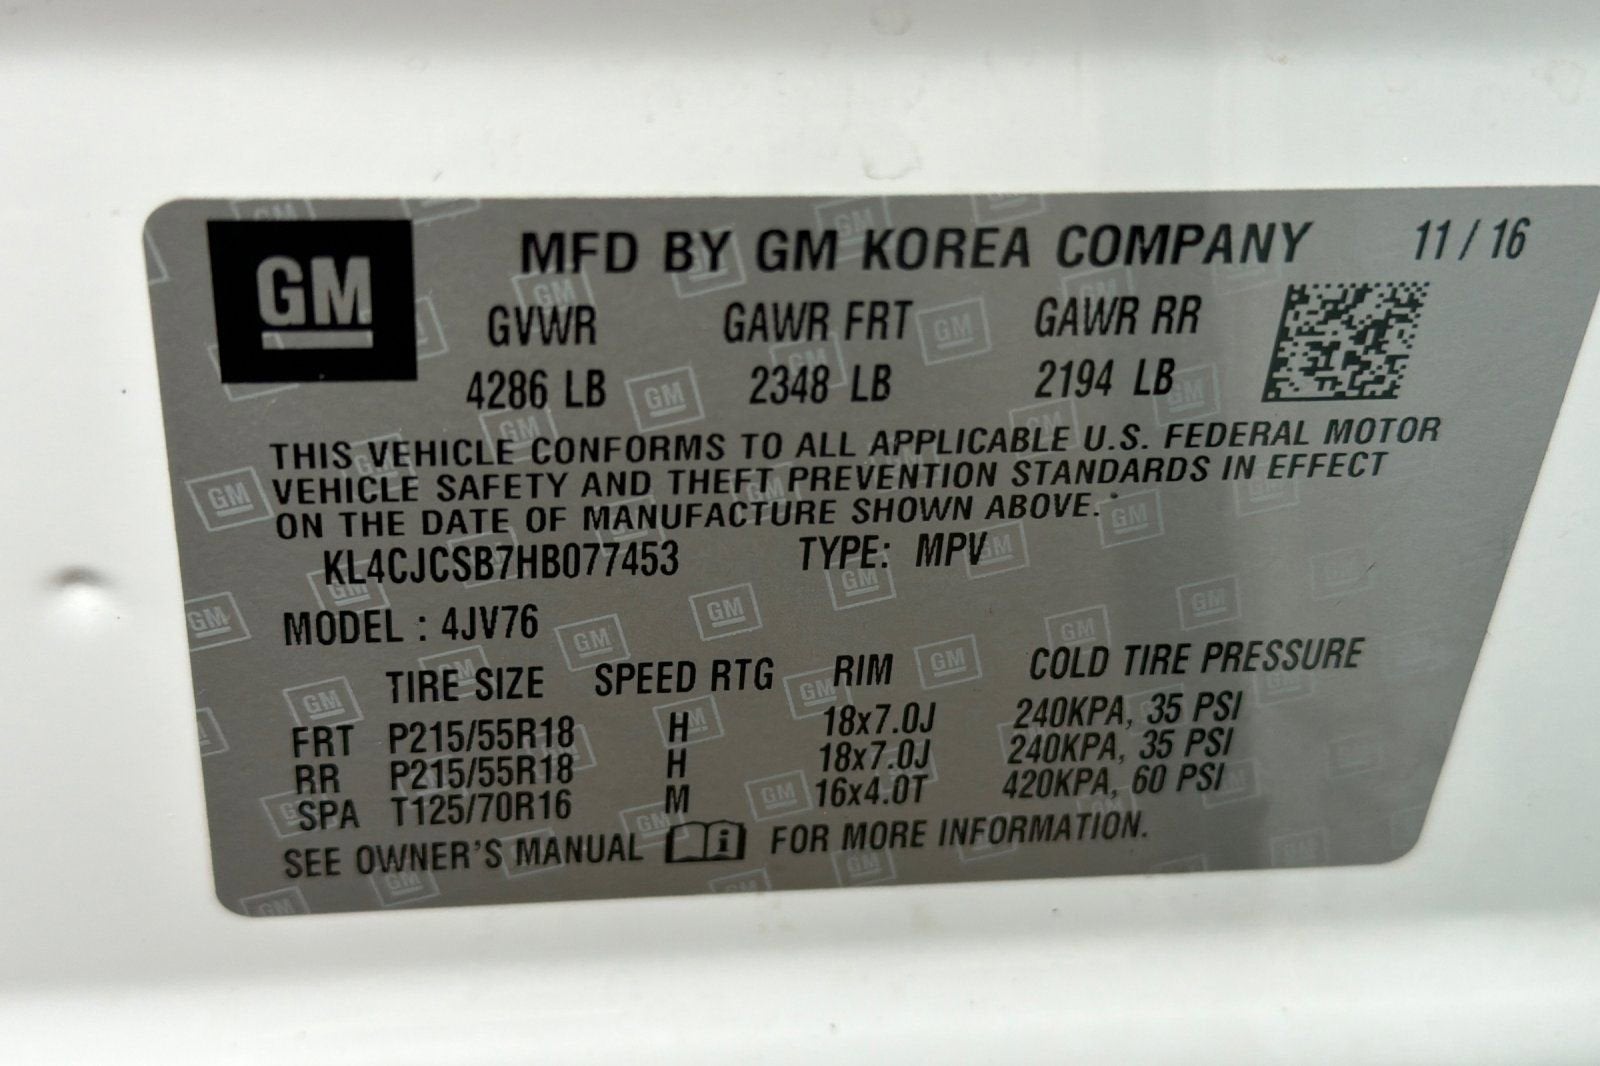 GM
MFD BY GM KOREA COMPANY 11 / 16
GVWR GAWR FRT GAWR RR
4286 LB 2348 LB 2194 LB
THIS VEHICLE CONFORMS TO ALL APPLICABLE U.S. FEDERAL MOTOR
VEHICLE SAFETY AND THEFT PREVENTION STANDARDS IN EFFECT
ON THE DATE OF MANUFACTURE SHOWN ABOVE.
KL4CJCSB7HB077453 TYPE: MPV
MODEL : 4JV76
TIRE SIZE SPEED RTG RIM COLD TIRE PRESSURE
FRT P215/55R18 H 18x7.0J 240KPA, 35 PSI
RR P215/55R18 H 18x7.0J 240KPA, 35 PSI
SPA T125/70R16 M 16x4.0T 420KPA, 60 PSI
SEE OWNER'S MANUAL i FOR MORE INFORMATION.